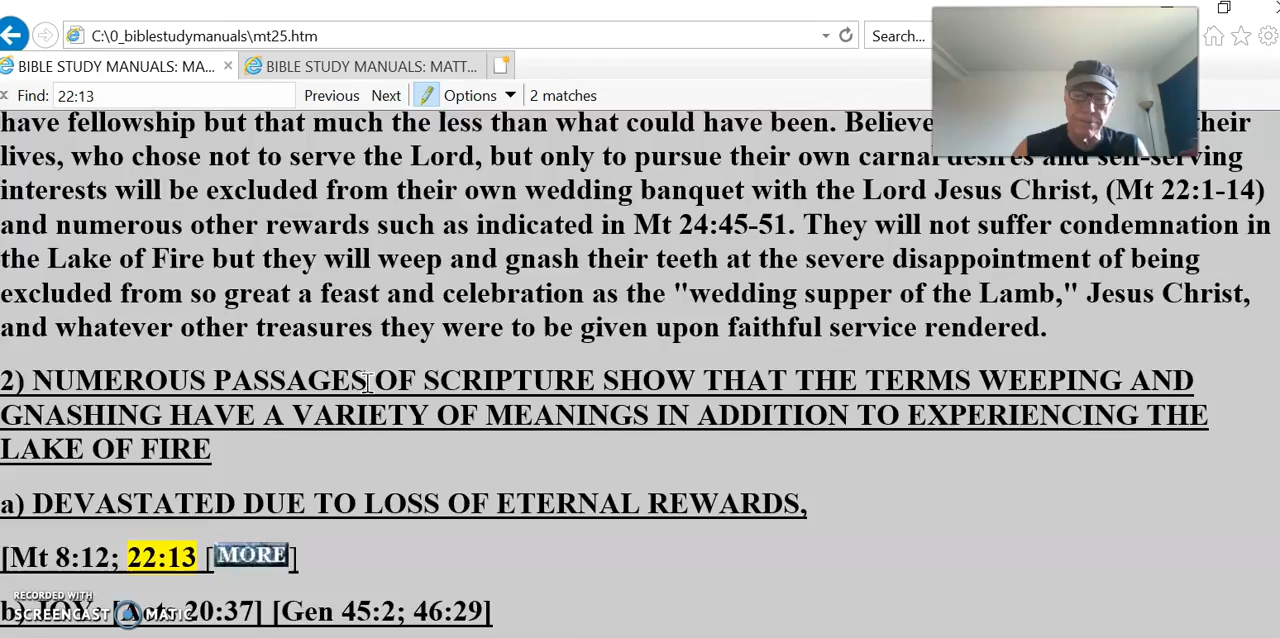 C:\0_biblestudymanuals\mt25.htm
Search...
BIBLE STUDY MANUALS: MA...
BIBLE STUDY MANUALS: MATT...
Find: 22:13
Previous Next Options 2 matches
have fellowship but that much the less than what could have been. Believe their
lives, who chose not to serve the Lord, but only to pursue their own carnal desires and self-serving
interests will be excluded from their own wedding banquet with the Lord Jesus Christ, (Mt 22:1-14)
and numerous other rewards such as indicated in Mt 24:45-51. They will not suffer condemnation in
the Lake of Fire but they will weep and gnash their teeth at the severe disappointment of being
excluded from so great a feast and celebration as the "wedding supper of the Lamb," Jesus Christ,
and whatever other treasures they were to be given upon faithful service rendered.
2) NUMEROUS PASSAGES OF SCRIPTURE SHOW THAT THE TERMS WEEPING AND
GNASHING HAVE A VARIETY OF MEANINGS IN ADDITION TO EXPERIENCING THE
LAKE OF FIRE
a) DEVASTATED DUE TO LOSS OF ETERNAL REWARDS,
[Mt 8:12; 22:13 [MORE]
RECORDED WITH
SCREENCAST MATIC
b) JOY, [Acts 20:37] [Gen 45:2; 46:29]